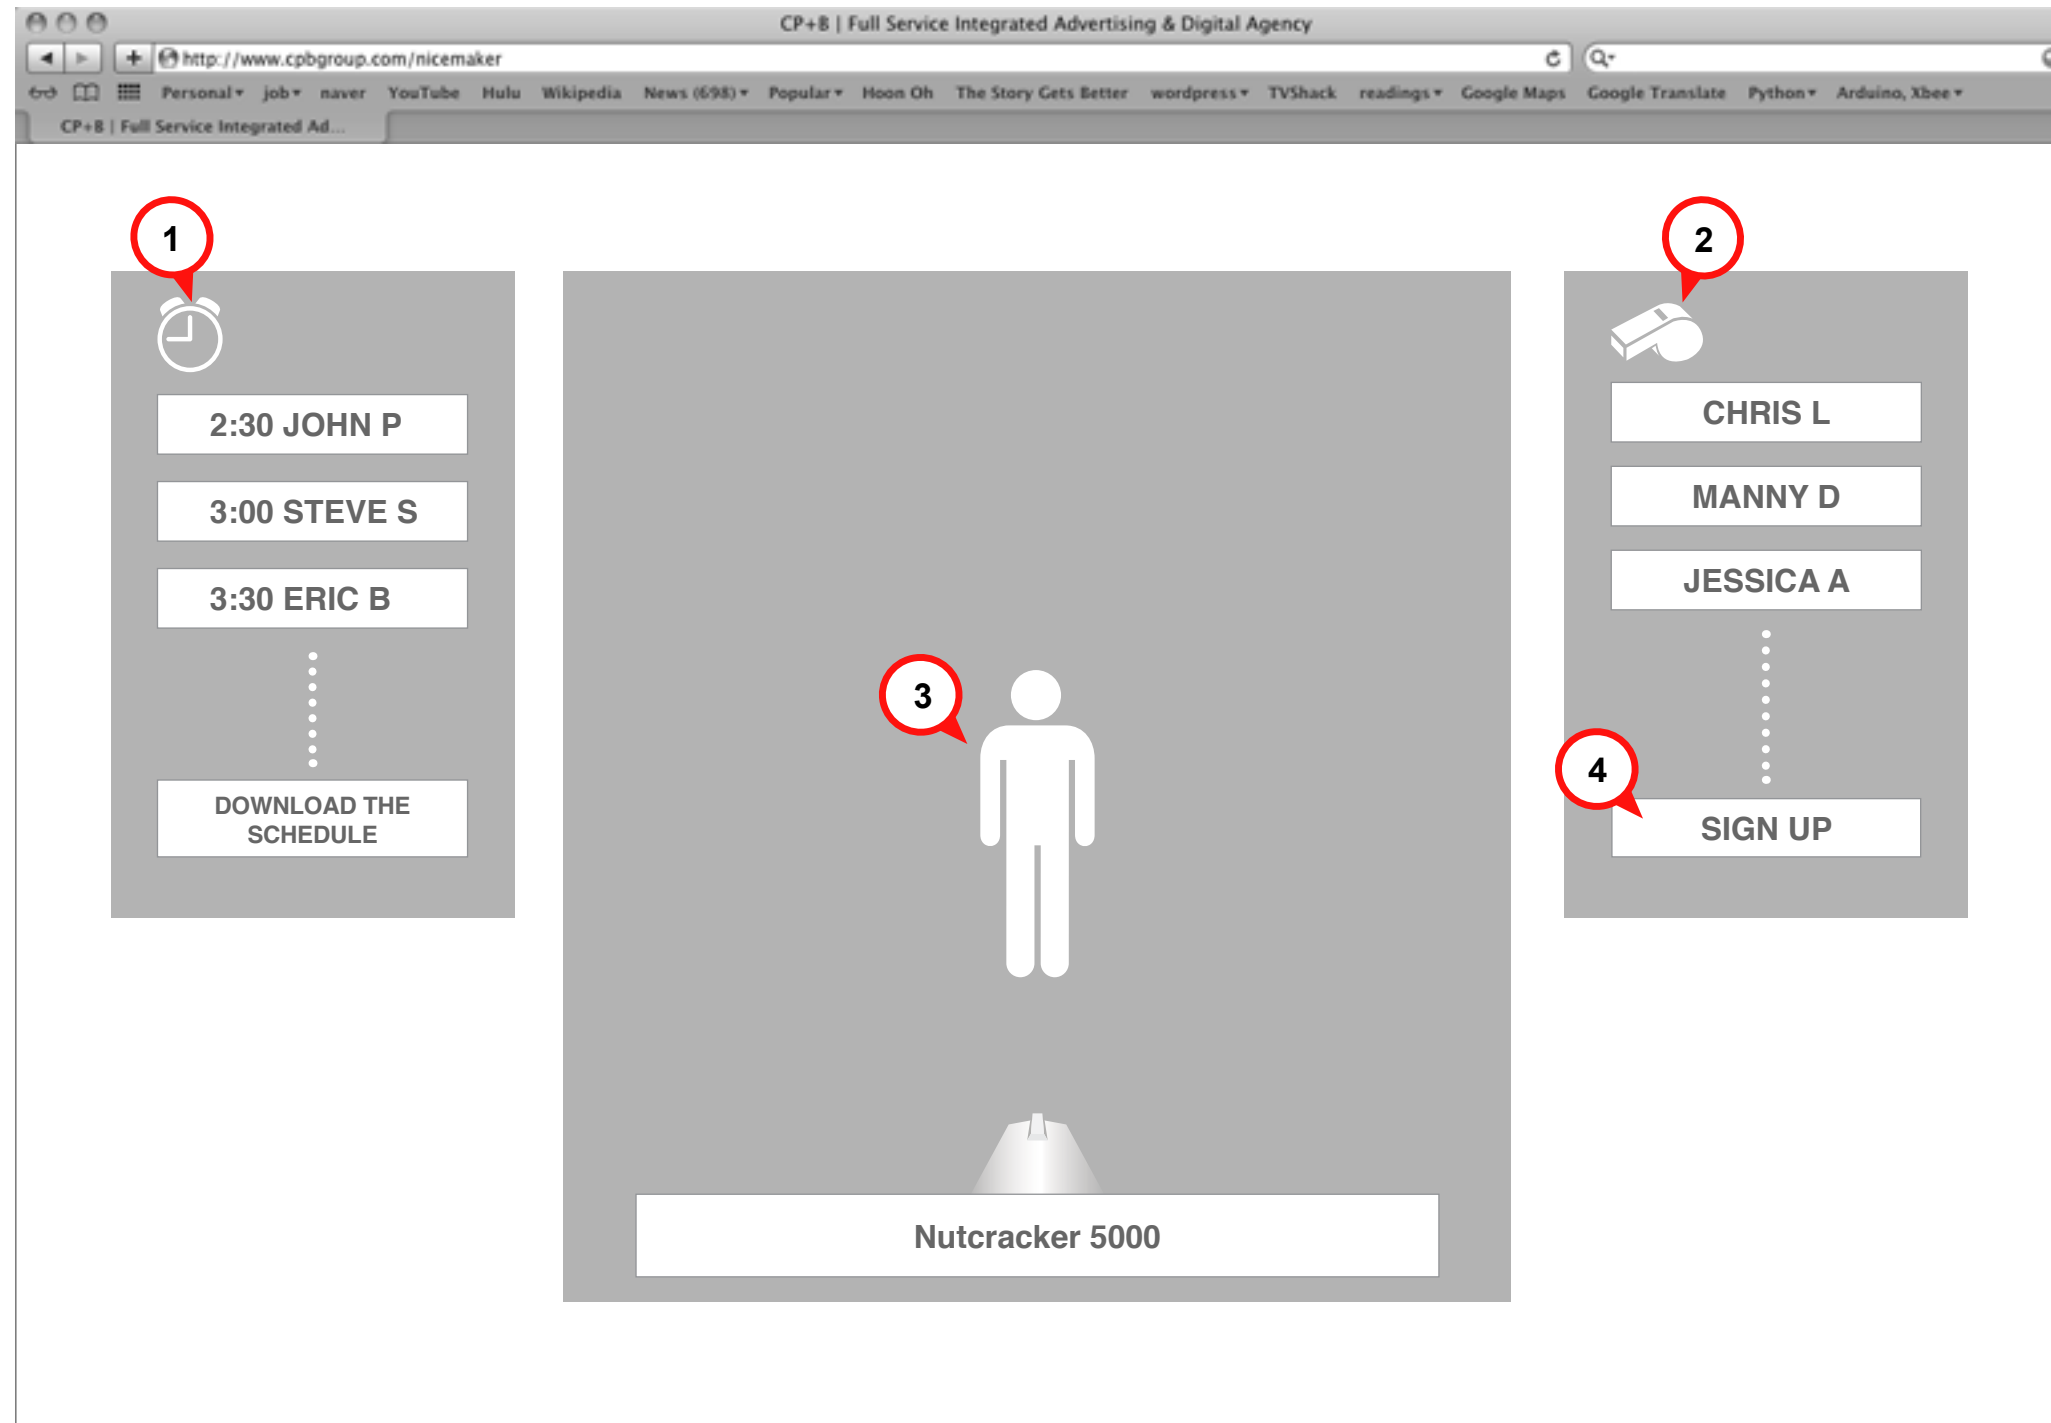 CP+B | Full Service Integrated Advertising & Digital Agency
http://www.cpbgroup.com/nicemaker
Personal job naver YouTube Hulu Wikipedia News (698) Popular Hoon Oh The Story Gets Better wordpress TVShack readings Google Maps Google Translate Python Arduino, Xbee
CP+B | Full Service Integrated Ad...
1
2:30 JOHN P
3:00 STEVE S
3:30 ERIC B
DOWNLOAD THE
SCHEDULE
3
Nutcracker 5000
2
CHRIS L
MANNY D
JESSICA A
4
SIGN UP